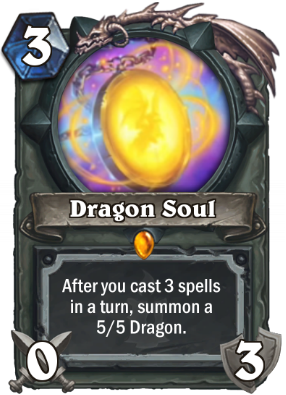 3
Dragon Soul
After you cast 3 spells
in a turn, summon a
5/5 Dragon.
0 3